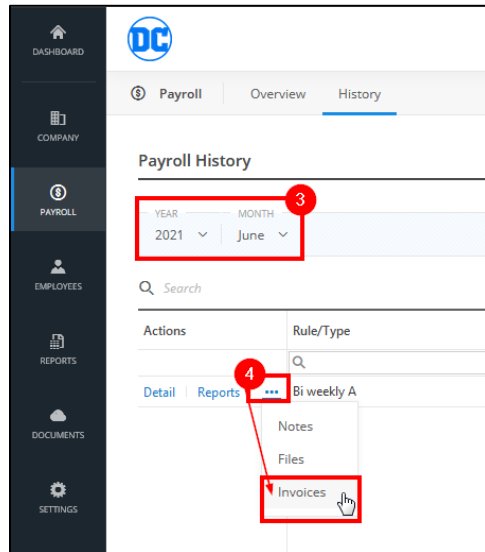 DASHBOARD
DC
Payroll Overview History
COMPANY
Payroll History
PAYROLL
3
YEAR MONTH
2021 June
EMPLOYEES
Search
Actions Rule/Type
REPORTS
4
Detail Reports ... Bi weekly A
Notes
DOCUMENTS
Files
Invoices
SETTINGS